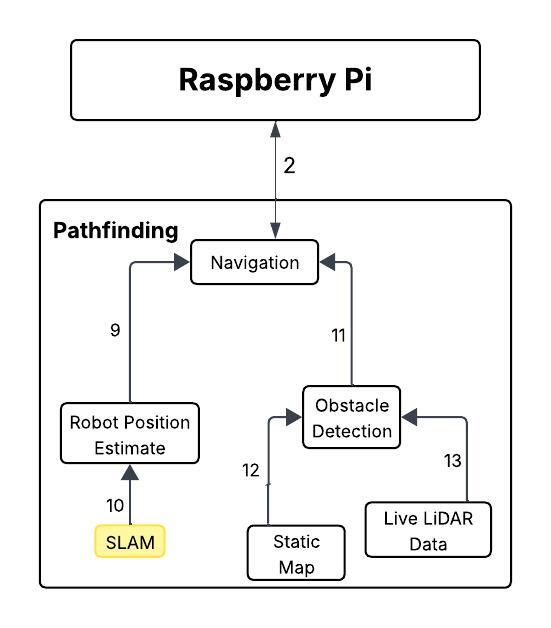 Raspberry Pi
2
Pathfinding
Navigation
9
11
Robot Position
Estimate
Obstacle
Detection
10
12
13
SLAM
Static
Map
Live LiDAR
Data